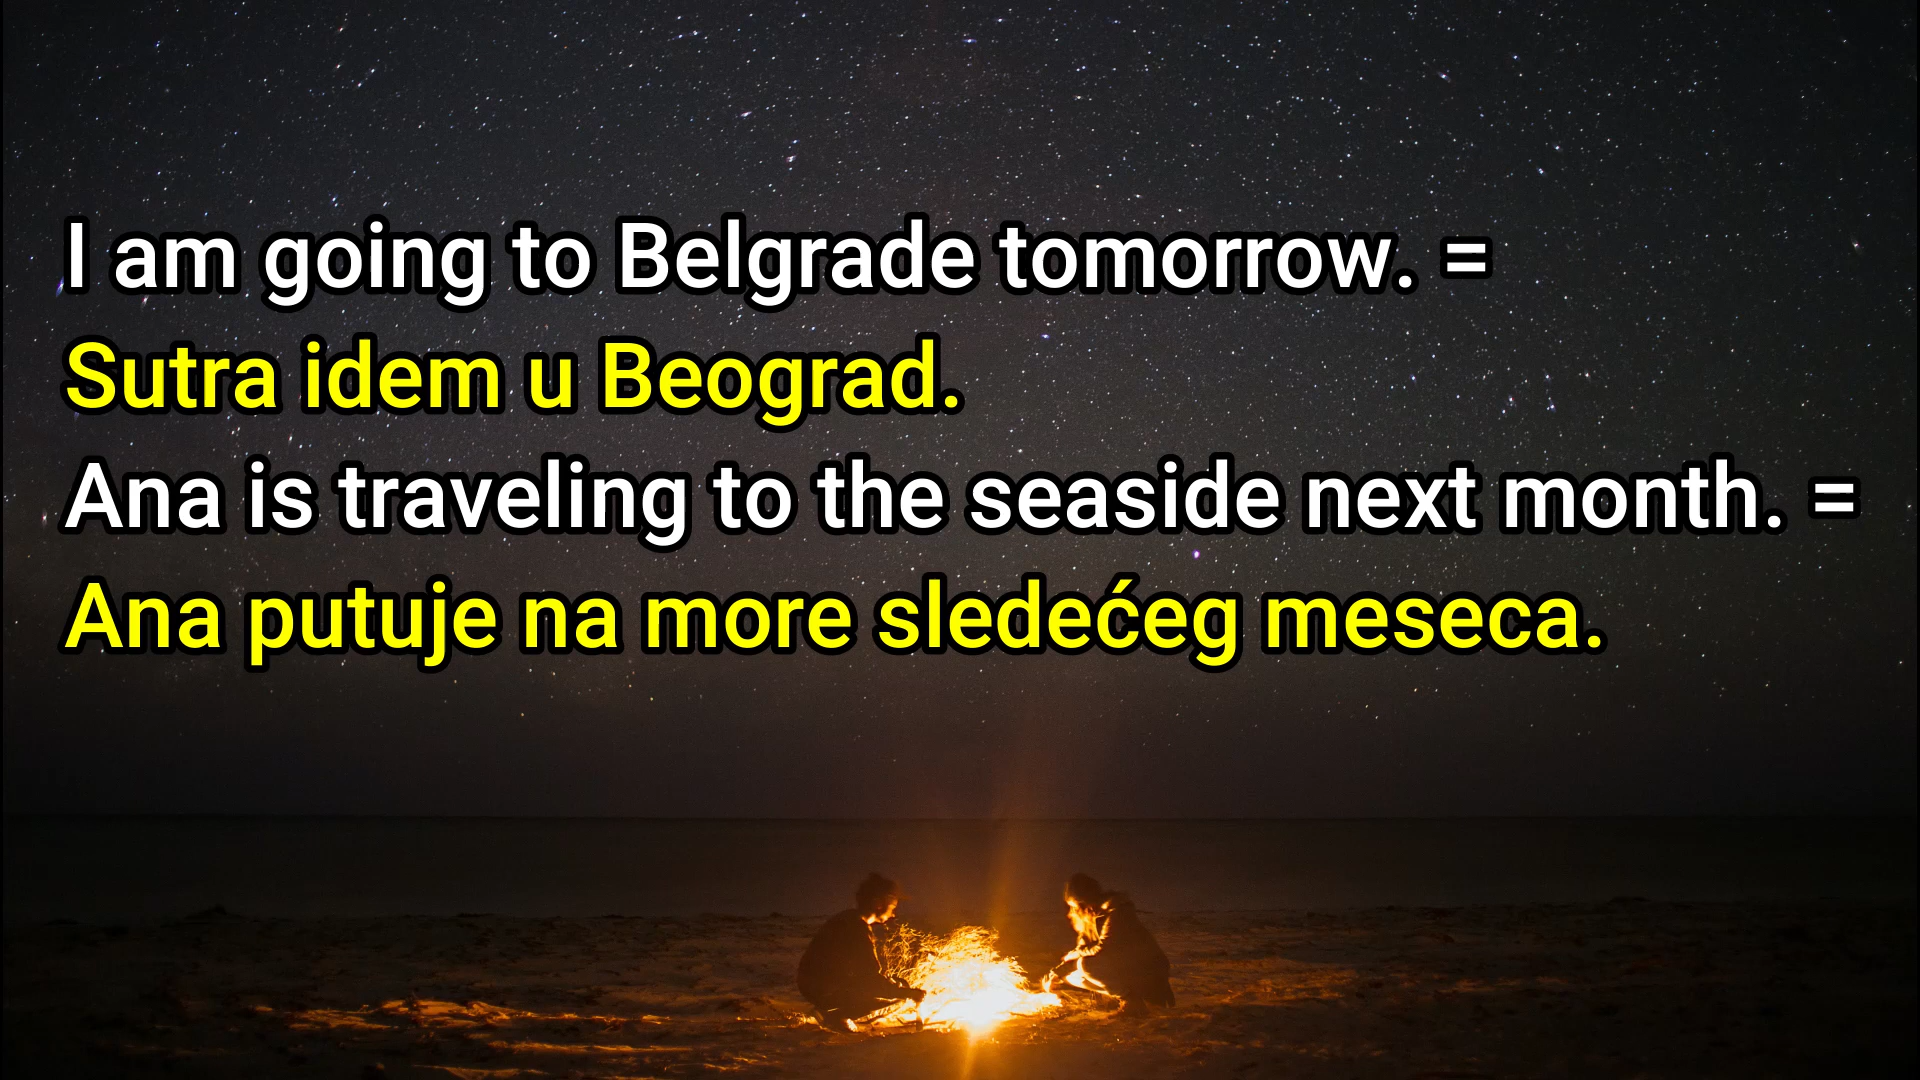 I am going to Belgrade tomorrow. =
Sutra idem u Beograd.
Ana is traveling to the seaside next month. =
Ana putuje na more sledećeg meseca.